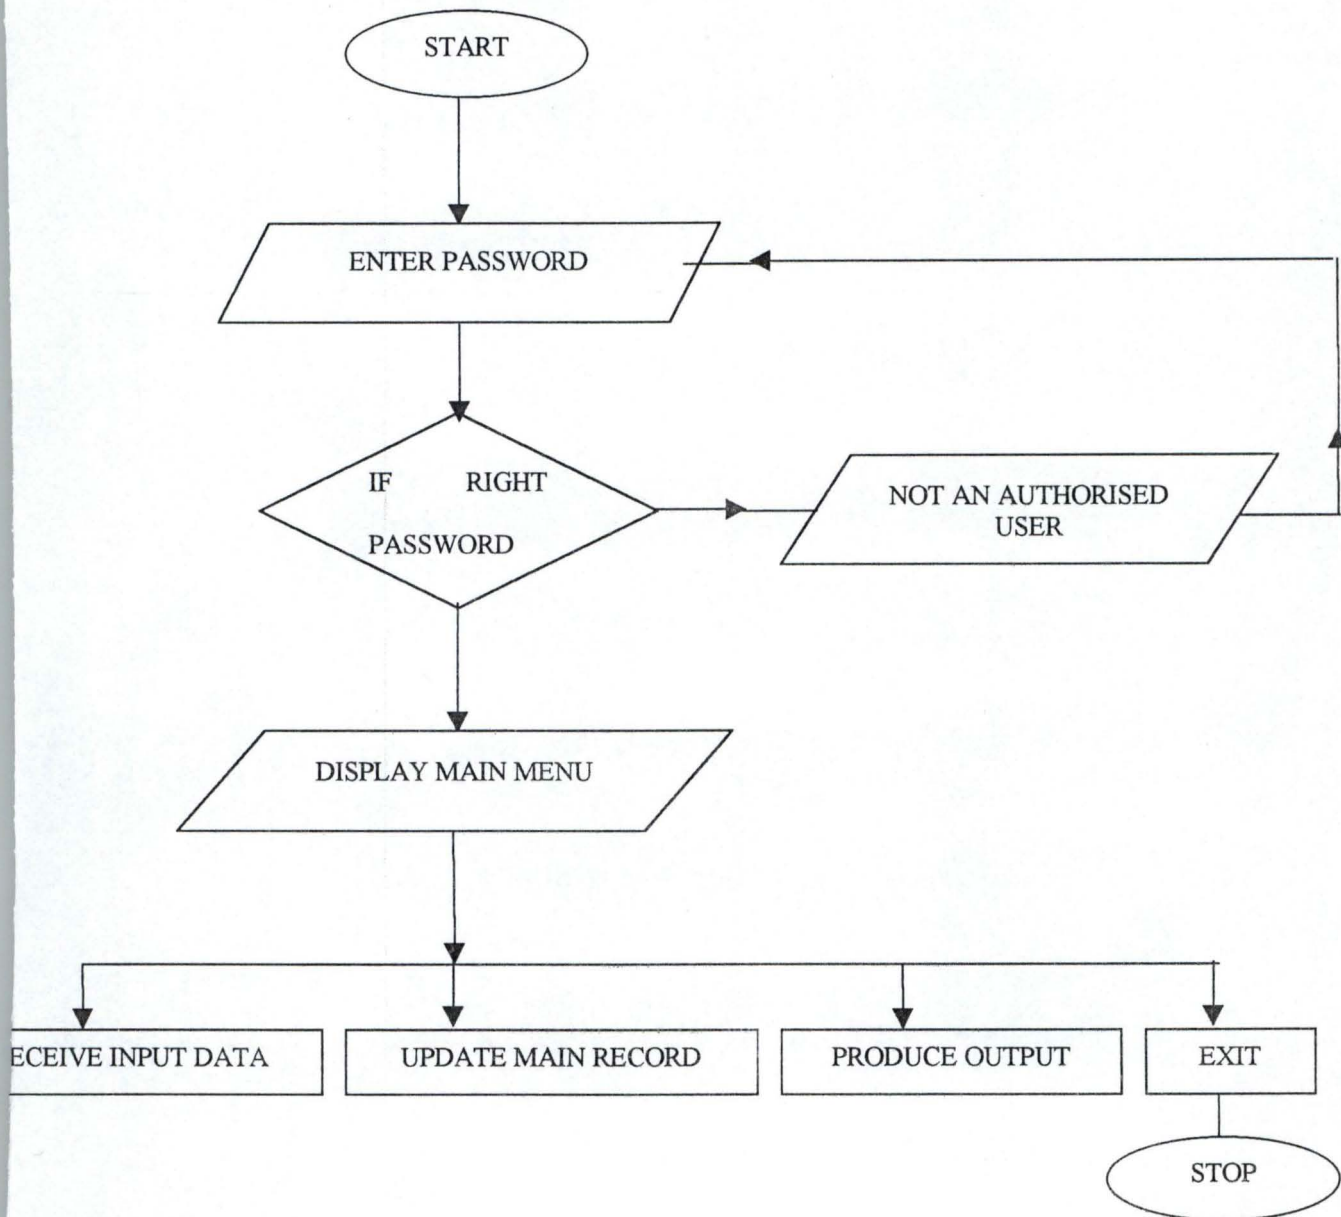 START
ENTER PASSWORD
IF RIGHT
PASSWORD
NOT AN AUTHORISED
USER
DISPLAY MAIN MENU
ECEIVE INPUT DATA
UPDATE MAIN RECORD
PRODUCE OUTPUT
EXIT
STOP